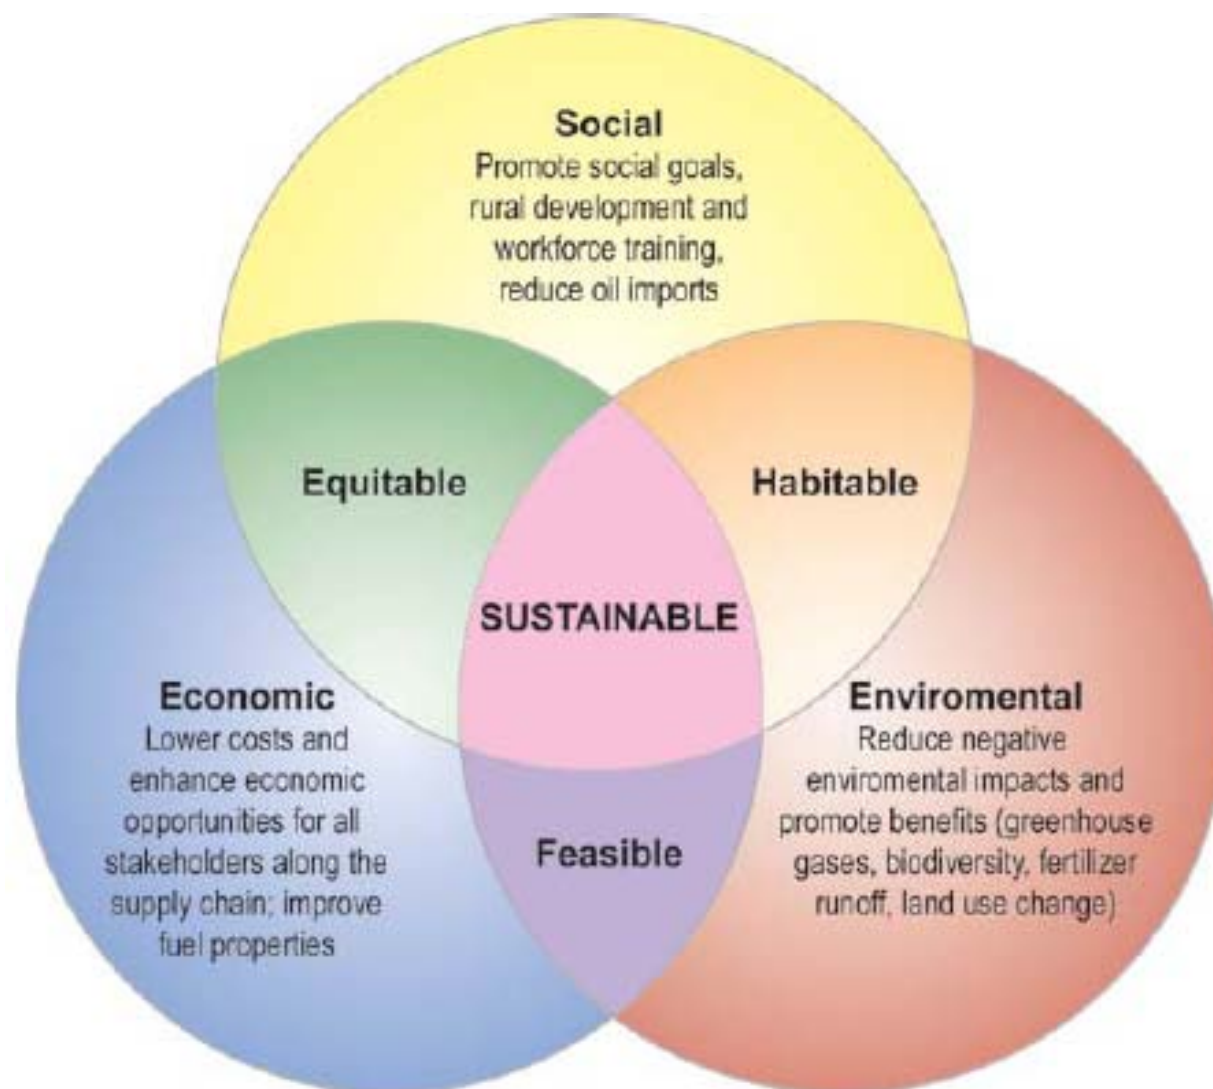 Social
Promote social goals,
rural development and
workforce training,
reduce oil imports
Equitable
Habitable
SUSTAINABLE
Economic
Lower costs and
enhance economic
opportunities for all
stakeholders along the
supply chain; improve
fuel properties
Enviromental
Reduce negative
enviromental impacts and
promote benefits (greenhouse
gases, biodiversity, fertilizer
runoff, land use change)
Feasible